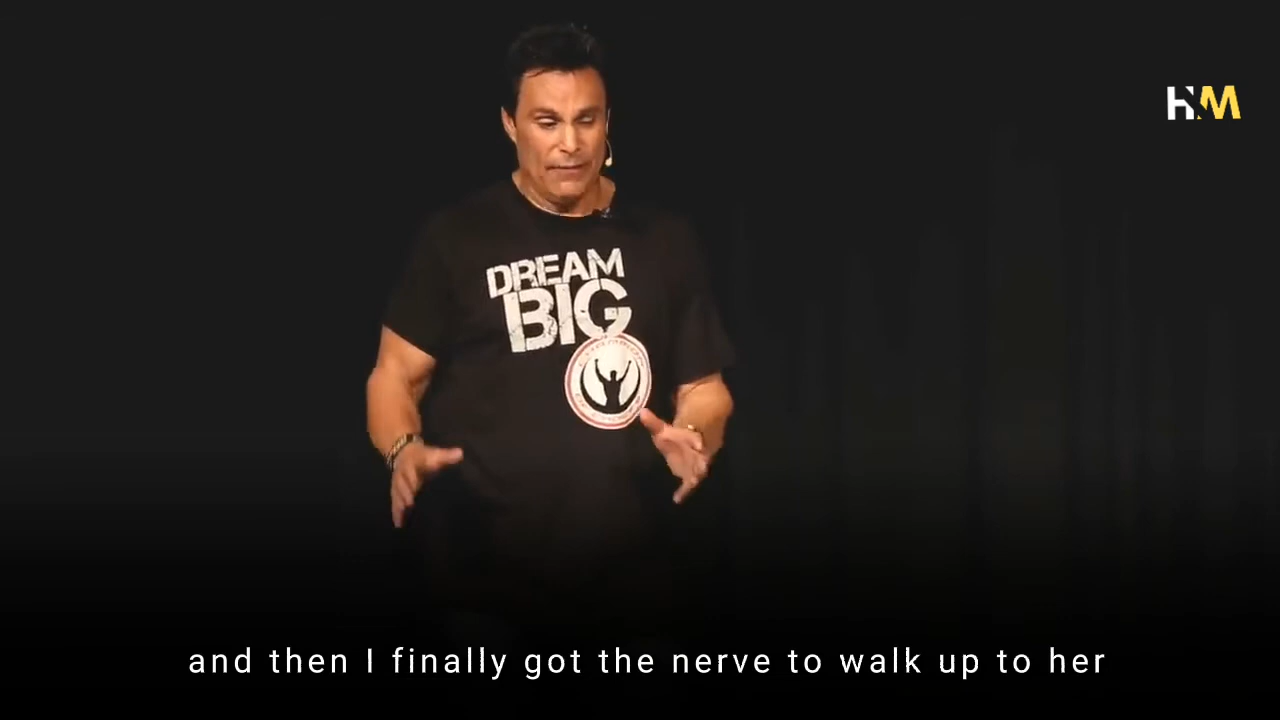 HM
DREAM
BIG
and then I finally got the nerve to walk up to her